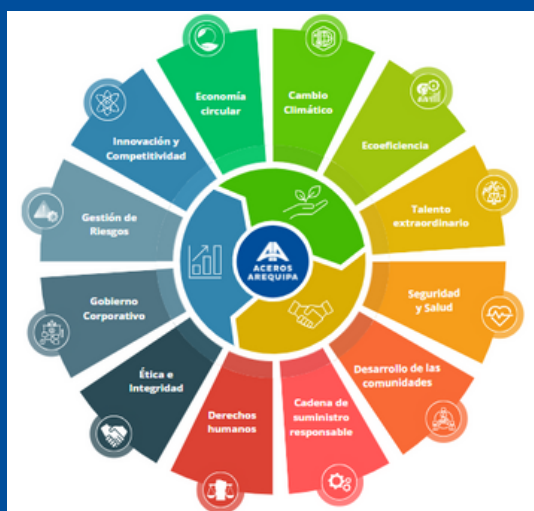 Economía
circular
Cambio
Climático
Ecoeficiencia
Talento
extraordinario
Seguridad
y Salud
Desarrollo de las
comunidades
Cadena de
suministro
responsable
Derechos
humanos
Ética e
Integridad
Gobierno
Corporativo
Gestión de
Riesgos
Innovación y
Competitividad
ACEROS
AREQUIPA